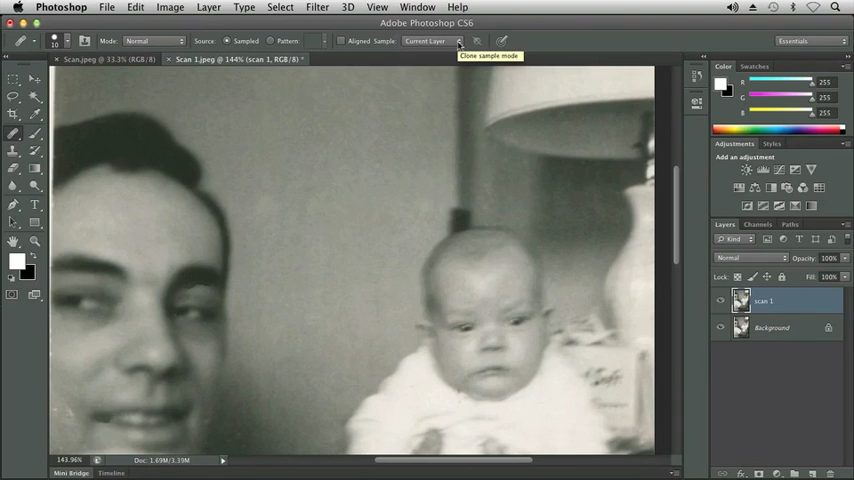 Photoshop File Edit Image Layer Type Select Filter 3D View Window Help
Adobe Photoshop CS6
10 Mode: Normal Source: Sampled Pattern Aligned Sample: Current Layer Essentials
Clone sample mode
Scan.jpeg @ 33.3% (RGB/8) Scan 1.jpeg @ 144% (scan 1, RGB/8) *
Color Swatches
R 255
G 255
B 255
Adjustments Styles
Add an adjustment
Layers Channels Paths
Kind
Normal Opacity: 100%
Lock: Fill: 100%
scan 1
Background
Soft
143.96% Doc: 1.69M/3.39M
Mini Bridge Timeline